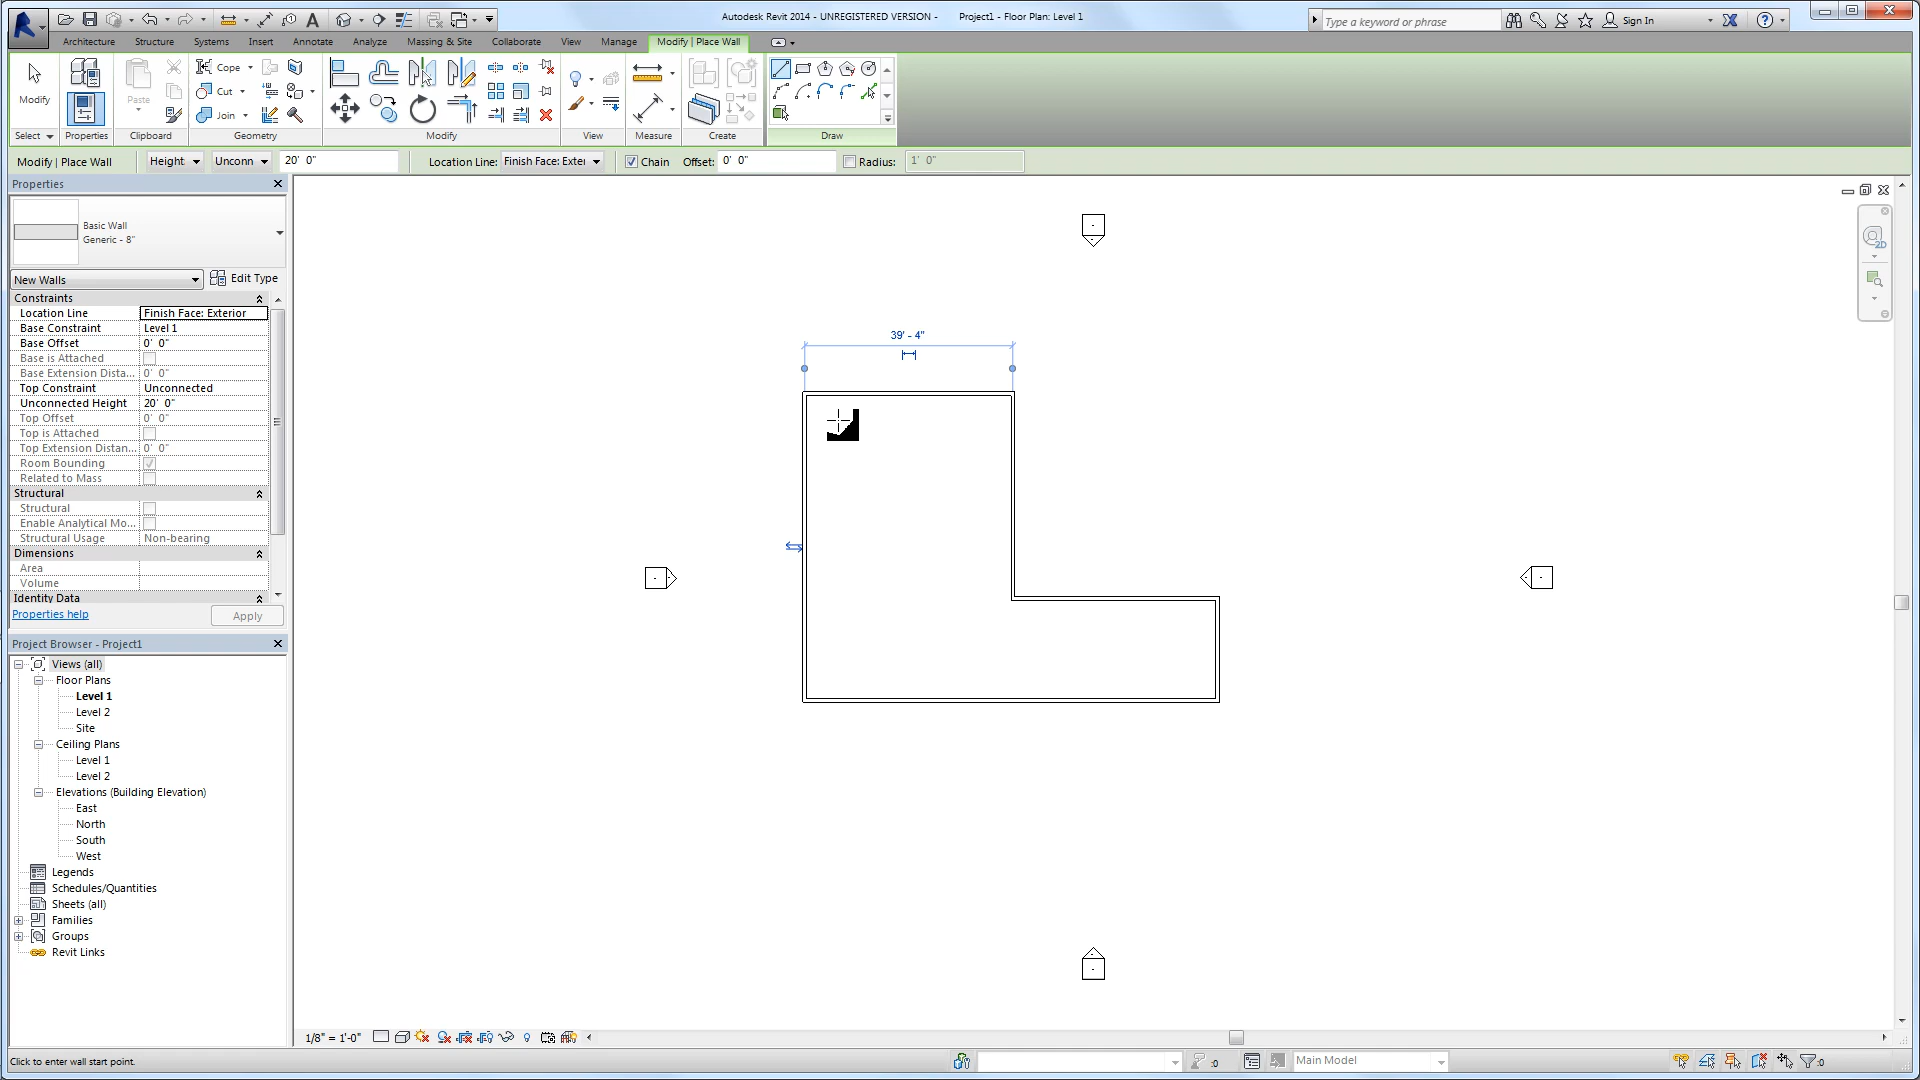 Autodesk Revit 2014 - UNREGISTERED VERSION - Project1 - Floor Plan: Level 1
Type a keyword or phrase
Sign In
Architecture Structure Systems Insert Annotate Analyze Massing & Site Collaborate View Manage Modify | Place Wall
Modify
Paste
Cope
Cut
Join
Select Properties Clipboard Geometry Modify View Measure Create Draw
Modify | Place Wall Height Unconn 20' 0" Location Line: Finish Face: Exter Chain Offset: 0' 0" Radius: 1' 0"
Properties
Basic Wall
Generic - 8"
New Walls Edit Type
Constraints
Location Line Finish Face: Exterior
Base Constraint Level 1
Base Offset 0' 0"
Base is Attached
Base Extension Dista... 0' 0"
Top Constraint Unconnected
Unconnected Height 20' 0"
Top Offset 0' 0"
Top is Attached
Top Extension Distan... 0' 0"
Room Bounding
Related to Mass
Structural
Structural
Enable Analytical Mo...
Structural Usage Non-bearing
Dimensions
Area
Volume
Identity Data
Properties help Apply
Project Browser - Project1
Views (all)
Floor Plans
Level 1
Level 2
Site
Ceiling Plans
Level 1
Level 2
Elevations (Building Elevation)
East
North
South
West
Legends
Schedules/Quantities
Sheets (all)
Families
Groups
Revit Links
39' - 4"
2D
1/8" = 1'-0"
Click to enter wall start point.
:0
Main Model
:0